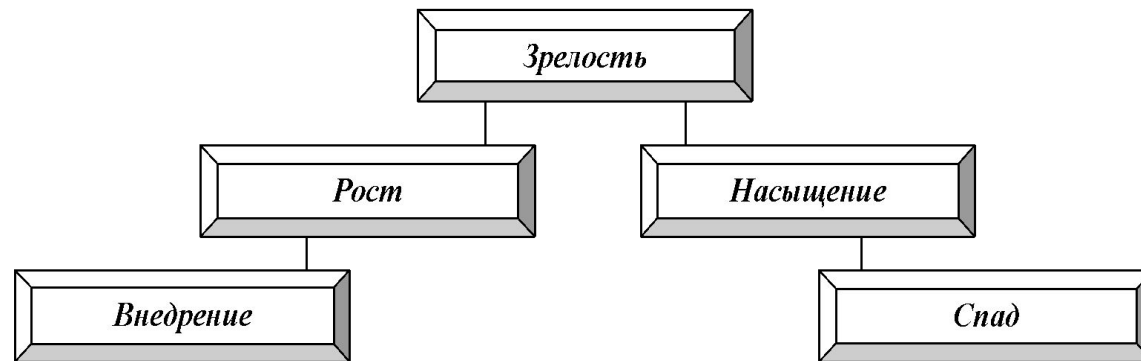 Зрелость
Рост
Насыщение
Внедрение
Спад